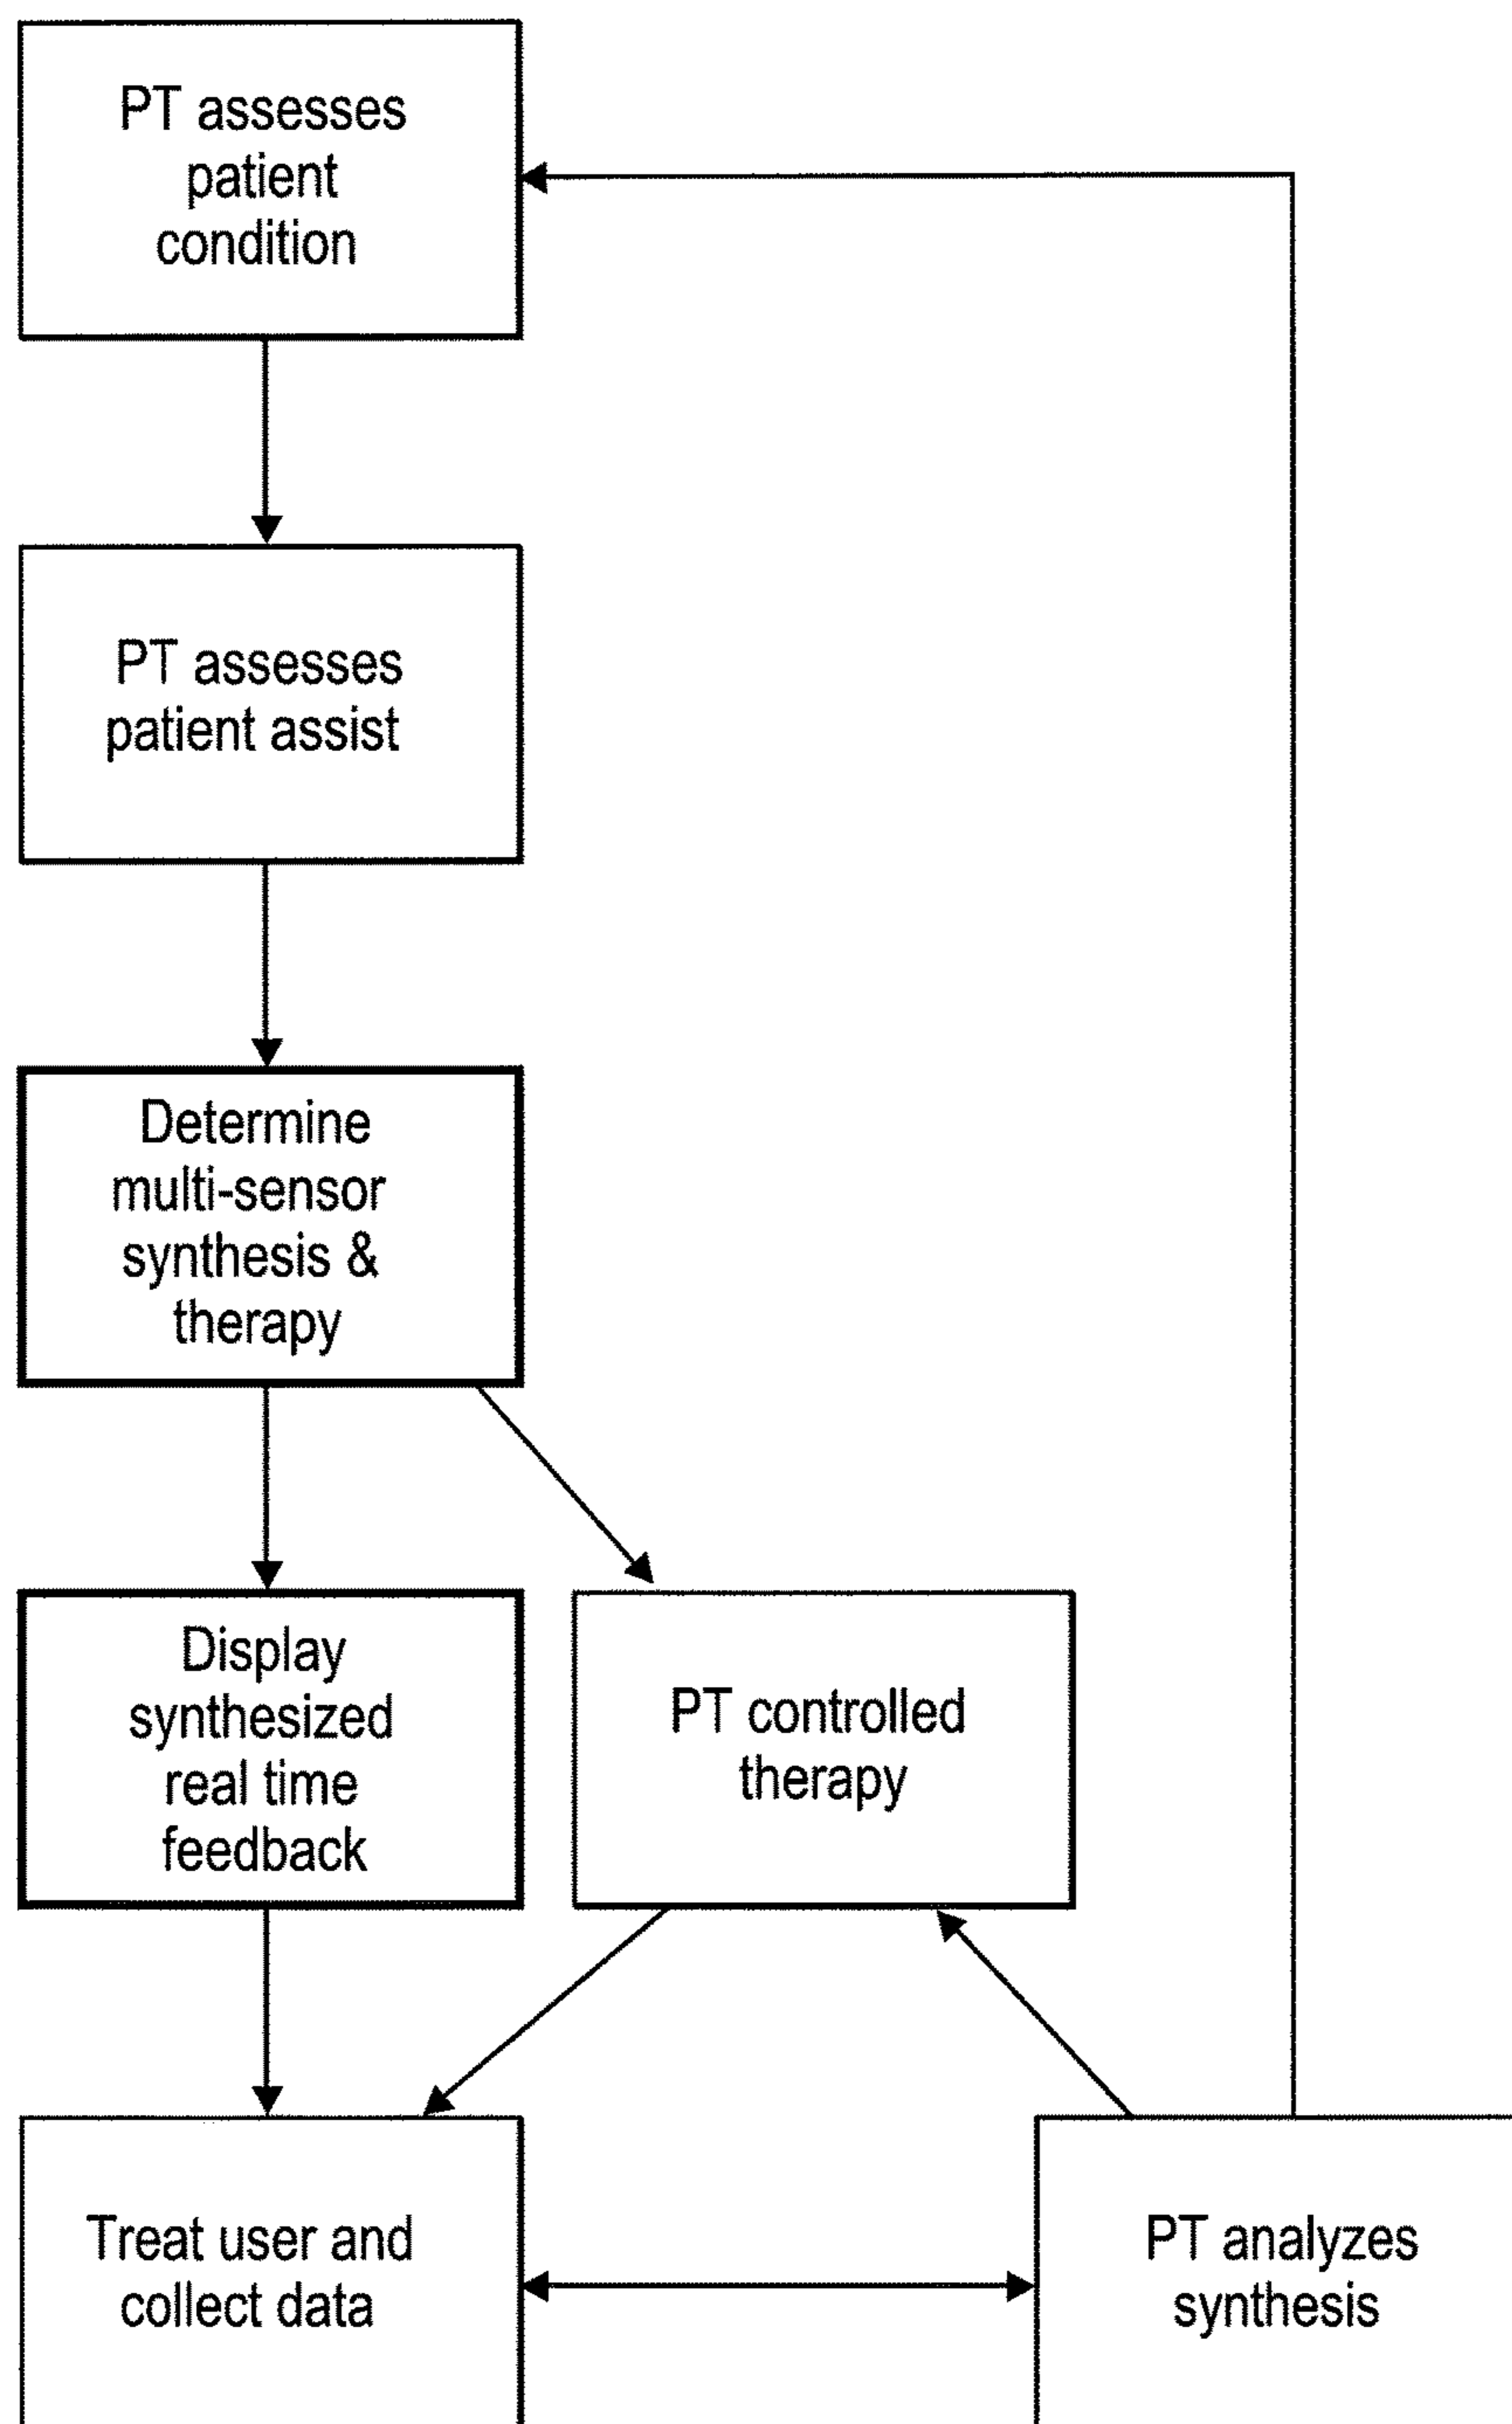 PT assesses
patient
condition
PT assesses
patient assist
Determine
multi-sensor
synthesis &
therapy
Display
synthesized
real time
feedback
PT controlled
therapy
Treat user and
collect data
PT analyzes
synthesis